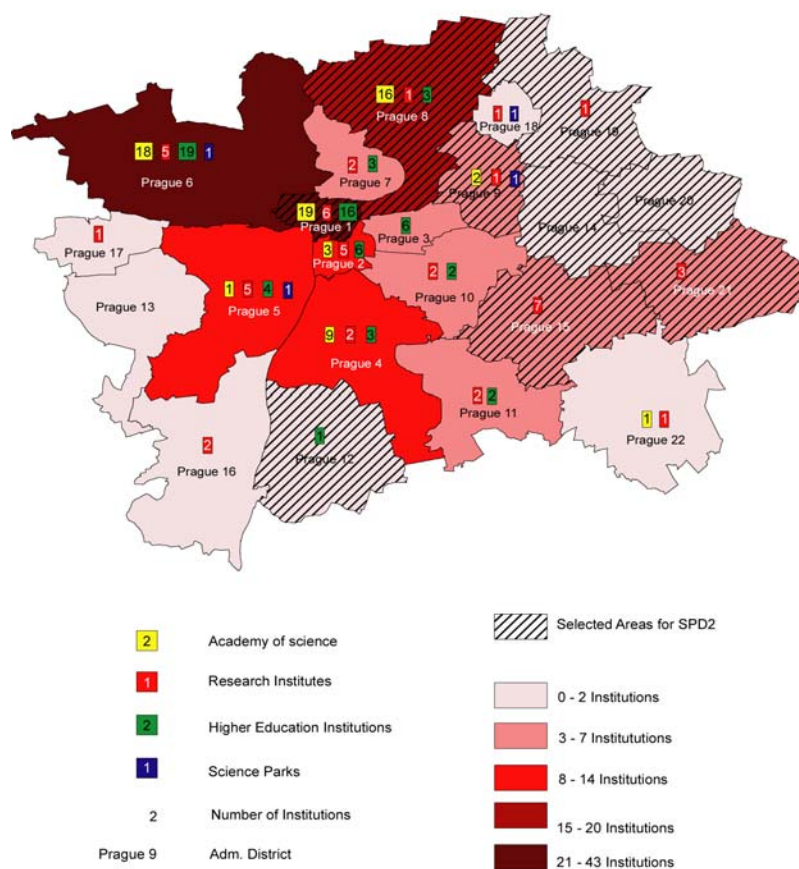 16 1 3
Prague 8
1 1
Prague 18
1
Prague 19
18 5 19 1
Prague 6
2 3
Prague 7
2 1 1
Prague 9
Prague 20
19 6 16
Prague 1
6
Prague 3
Prague 14
1
Prague 17
3 5 6
Prague 2
2 2
Prague 10
3
Prague 21
Prague 13
1 5 4 1
Prague 5
7
Prague 15
9 2 3
Prague 4
2 2
Prague 11
1 1
Prague 22
2
Prague 16
1
Prague 12
2 Academy of science
1 Research Institutes
2 Higher Education Institutions
1 Science Parks
2 Number of Institutions
Prague 9 Adm. District
Selected Areas for SPD2
0 - 2 Institutions
3 - 7 Institututions
8 - 14 Institutions
15 - 20 Institutions
21 - 43 Institutions